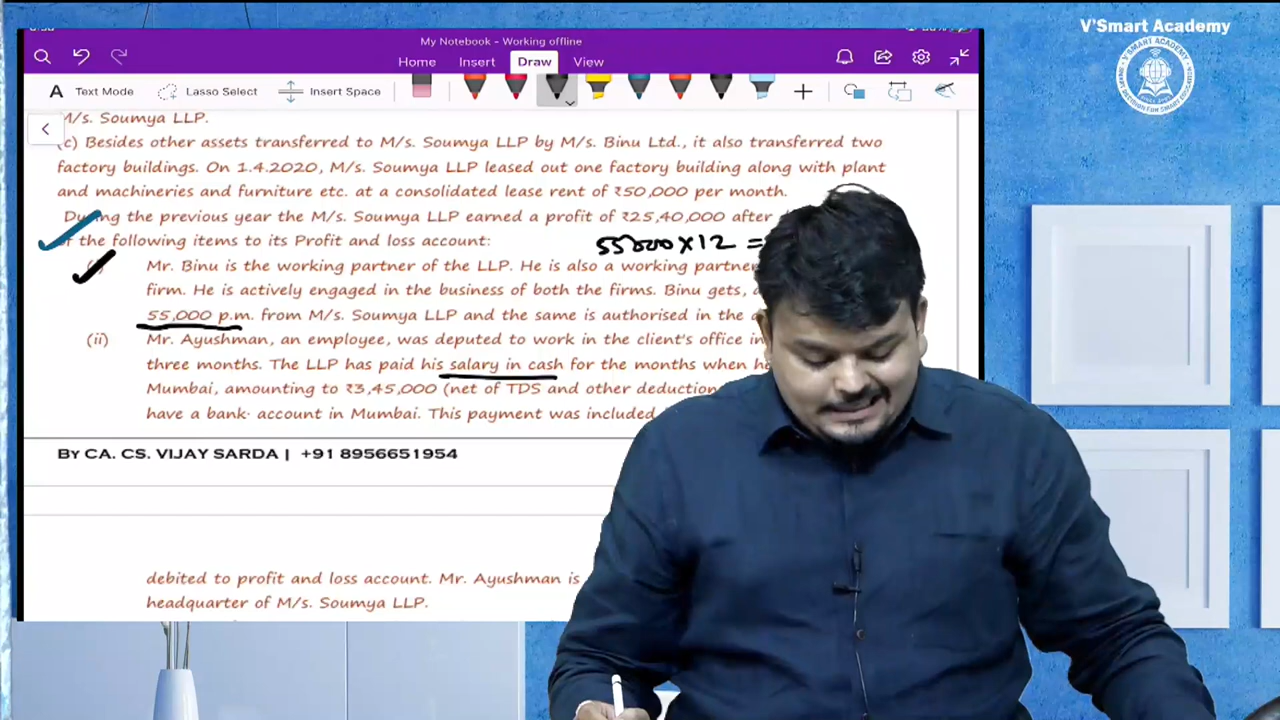 V'Smart Academy
V'SMART ACADEMY
My Notebook - Working offline
Home Insert Draw View
Text Mode Lasso Select Insert Space
M/s. Soumya LLP.
(c) Besides other assets transferred to M/s. Soumya LLP by M/s. Binu Ltd., it also transferred two
factory buildings. On 1.4.2020, M/s. Soumya LLP leased out one factory building along with plant
and machineries and furniture etc. at a consolidated lease rent of ₹50,000 per month.
During the previous year the M/s. Soumya LLP earned a profit of ₹25,40,000 after
of the following items to its Profit and loss account:
55000 x 12 =
Mr. Binu is the working partner of the LLP. He is also a working partner
firm. He is actively engaged in the business of both the firms. Binu gets,
55,000 p.m. from M/s. Soumya LLP and the same is authorised in the
(ii) Mr. Ayushman, an employee, was deputed to work in the client's office in
three months. The LLP has paid his salary in cash for the months when he
Mumbai, amounting to ₹3,45,000 (net of TDS and other deduction
have a bank account in Mumbai. This payment was included
BY CA. CS. VIJAY SARDA | +91 8956651954
debited to profit and loss account. Mr. Ayushman is
headquarter of M/s. Soumya LLP.